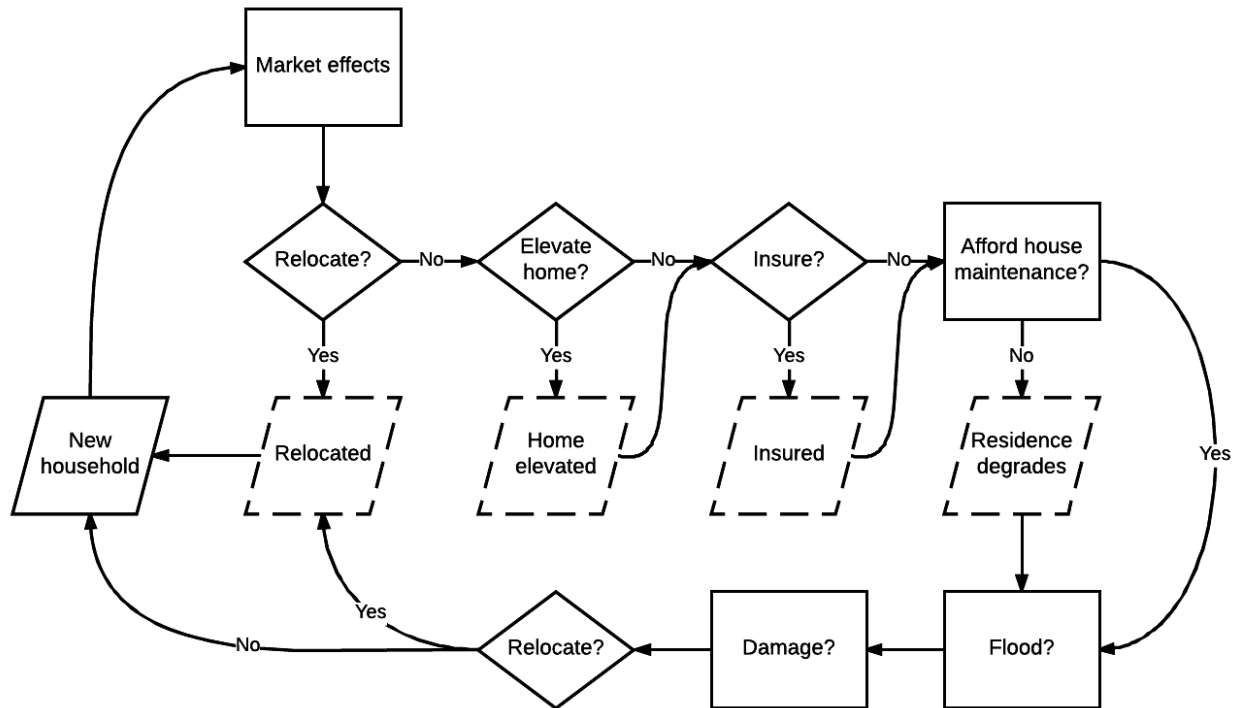 Market effects
Relocate?
No
Elevate
home?
No
Insure?
No
Afford house
maintenance?
Yes
Yes
Yes
No
New
household
Relocated
Home
elevated
Insured
Residence
degrades
Yes
Yes
No
Relocate?
Damage?
Flood?